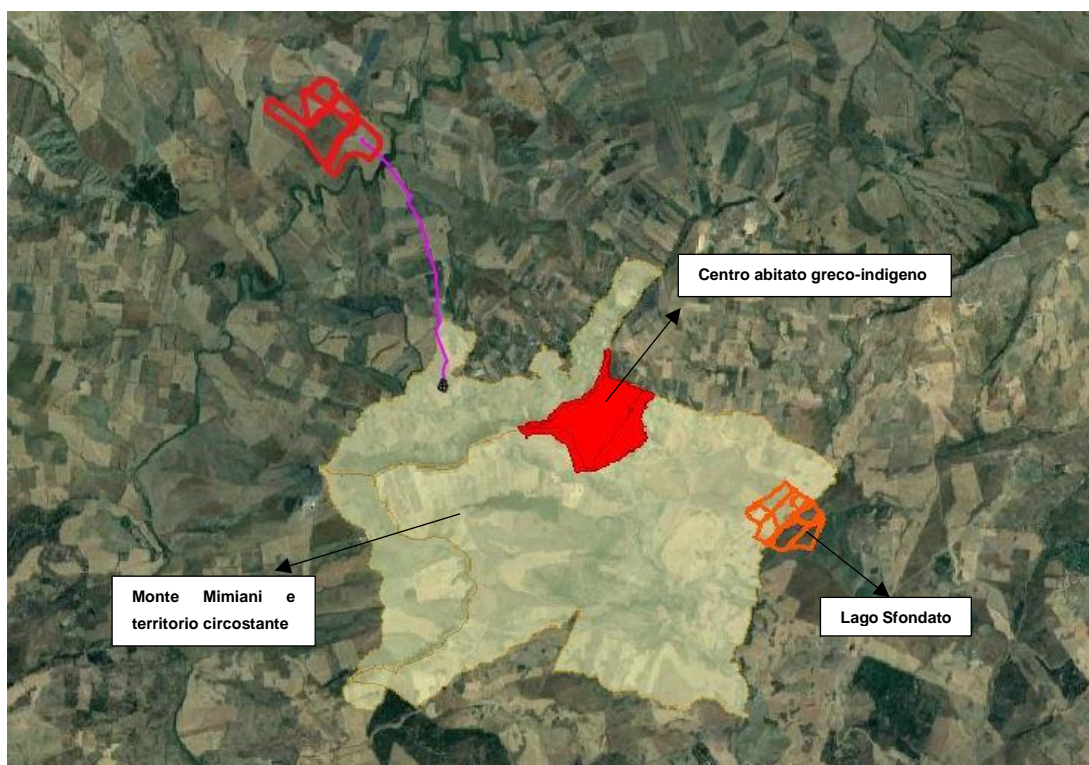 Centro abitato greco-indigeno
Monte Mimiani e
territorio circostante
Lago Sfondato